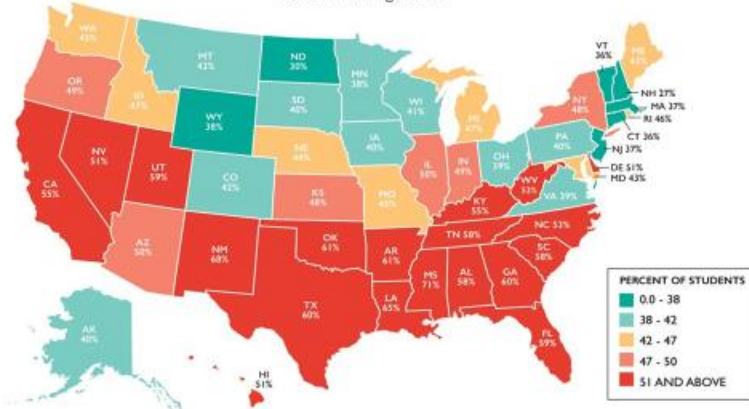 WA
43%
OR
49%
CA
55%
NV
51%
ID
47%
UT
59%
AZ
50%
MT
42%
WY
38%
CO
42%
NM
68%
ND
30%
SD
40%
NE
44%
KS
48%
OK
61%
TX
60%
MN
38%
IA
40%
MO
45%
AR
61%
LA
65%
WI
41%
IL
50%
MI
47%
IN
49%
OH
39%
KY
55%
TN 58%
MS
71%
AL
58%
GA
60%
FL
59%
SC
58%
NC 53%
VA 39%
WV
53%
PA
40%
NY
48%
VT
36%
ME
43%
NH 27%
MA 37%
RI 46%
CT 36%
NJ 37%
DE 51%
MD 43%
AK
40%
HI
51%
PERCENT OF STUDENTS
0.0 - 38
38 - 42
42 - 47
47 - 50
51 AND ABOVE